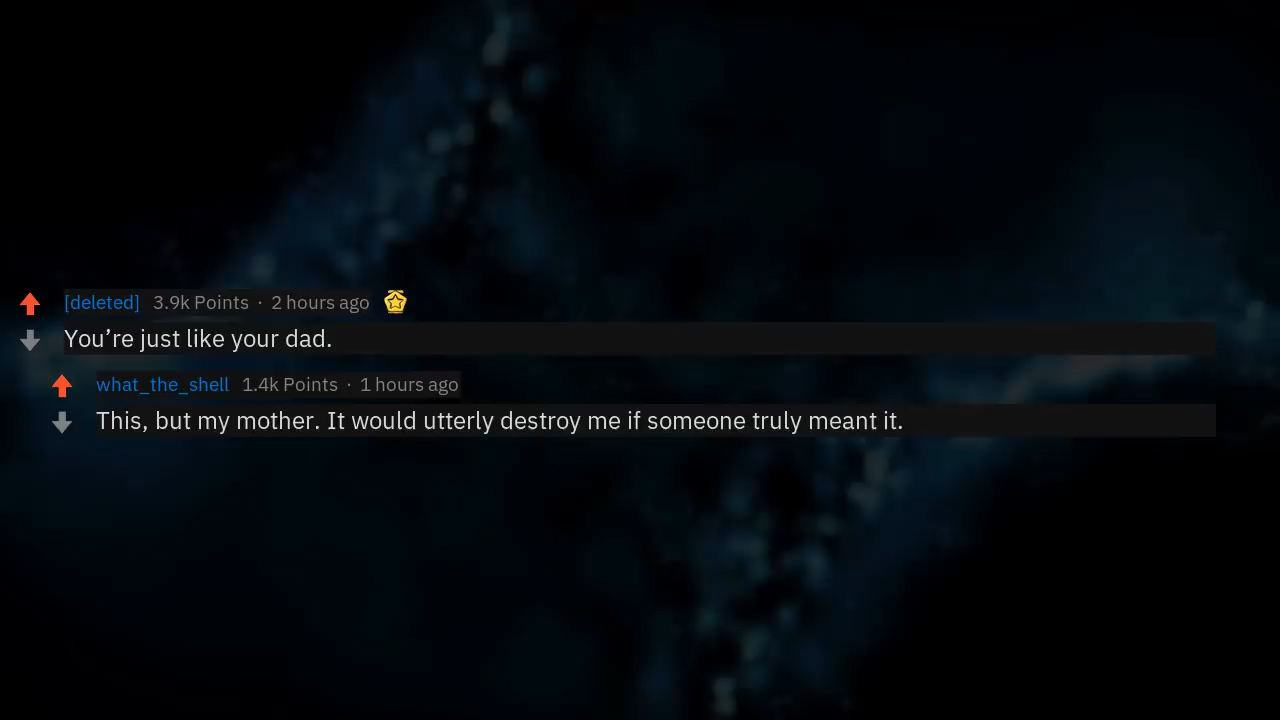 [deleted] 3.9k Points · 2 hours ago
You’re just like your dad.
what_the_shell 1.4k Points · 1 hours ago
This, but my mother. It would utterly destroy me if someone truly meant it.